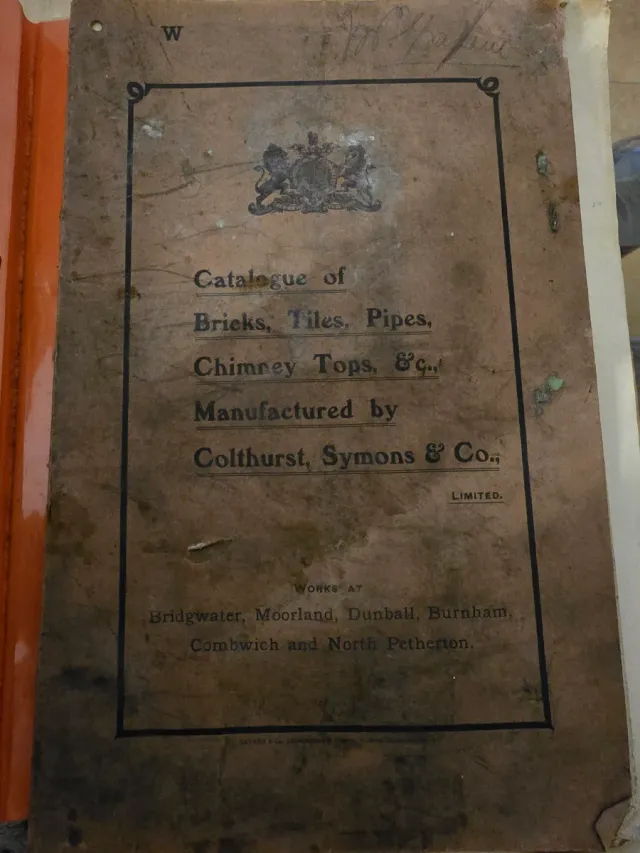 W
Catalogue of
Bricks, Tiles, Pipes,
Chimney Tops, &c.,
Manufactured by
Colthurst, Symons & Co.,
LIMITED.
WORKS AT
Bridgwater, Moorland, Dunball, Burnham,
Combwich and North Petherton.